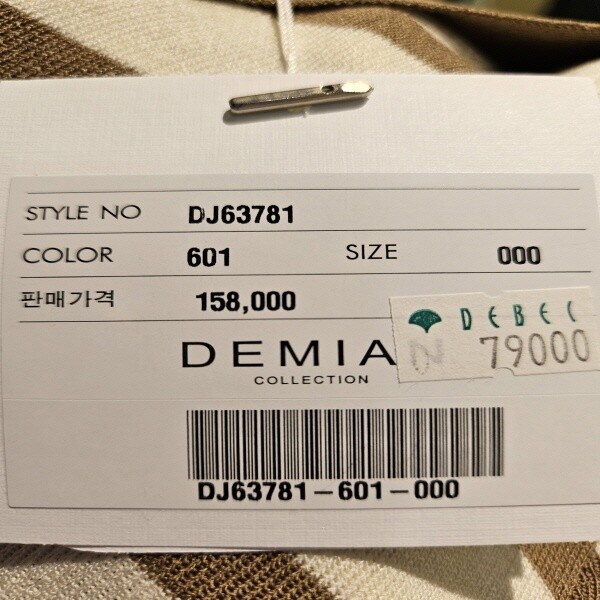 STYLE NO DJ63781
COLOR 601 SIZE 000
판매가격 158,000
DEBEC
79000
DEMIAN
COLLECTION
DJ63781-601-000